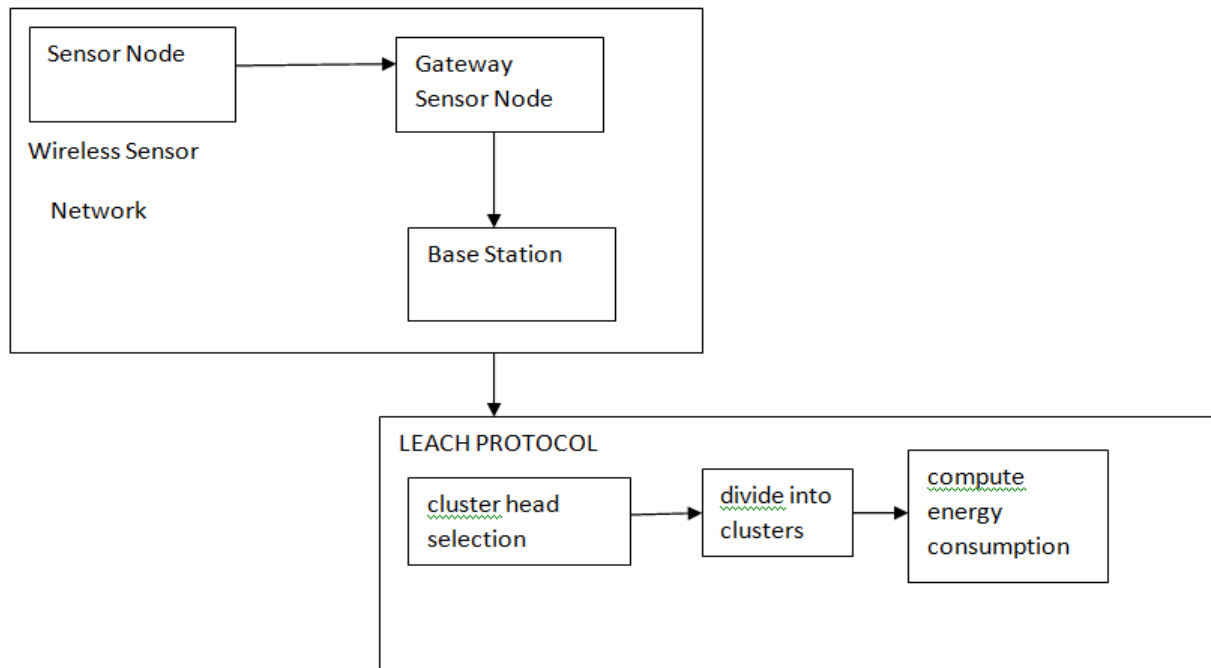 Sensor Node
Gateway
Sensor Node
Wireless Sensor
Network
Base Station
LEACH PROTOCOL
cluster head
selection
divide into
clusters
compute
energy
consumption